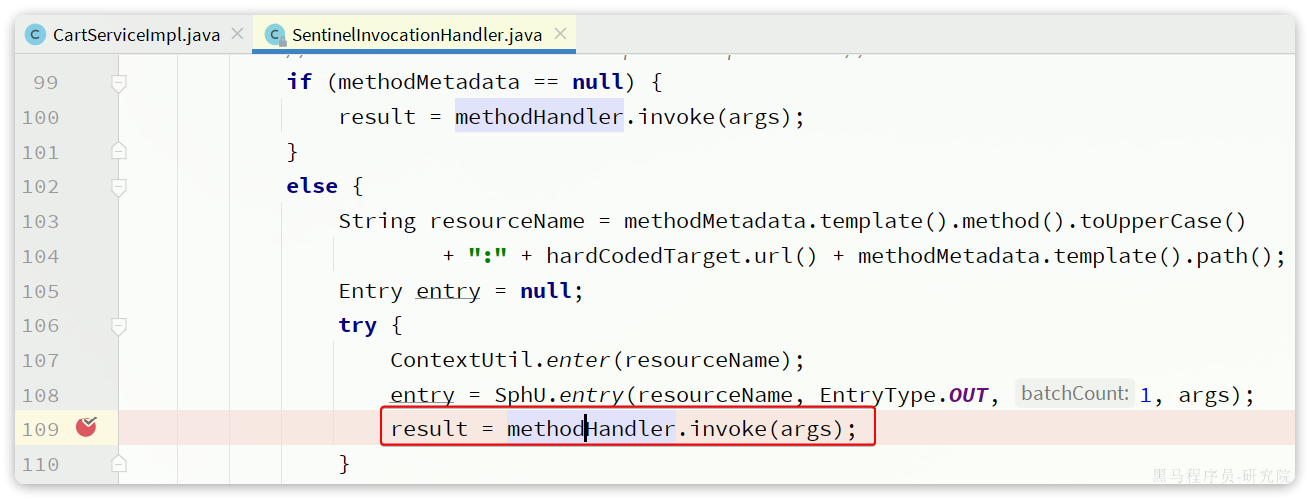 CartServiceImpl.java SentinelInvocationHandler.java
99 if (methodMetadata == null) {
100 result = methodHandler.invoke(args);
101 }
102 else {
103 String resourceName = methodMetadata.template().method().toUpperCase()
104 + ":" + hardCodedTarget.url() + methodMetadata.template().path();
105 Entry entry = null;
106 try {
107 ContextUtil.enter(resourceName);
108 entry = SphU.entry(resourceName, EntryType.OUT, batchCount: 1, args);
109 result = methodHandler.invoke(args);
110 }
黑马程序员-研究院